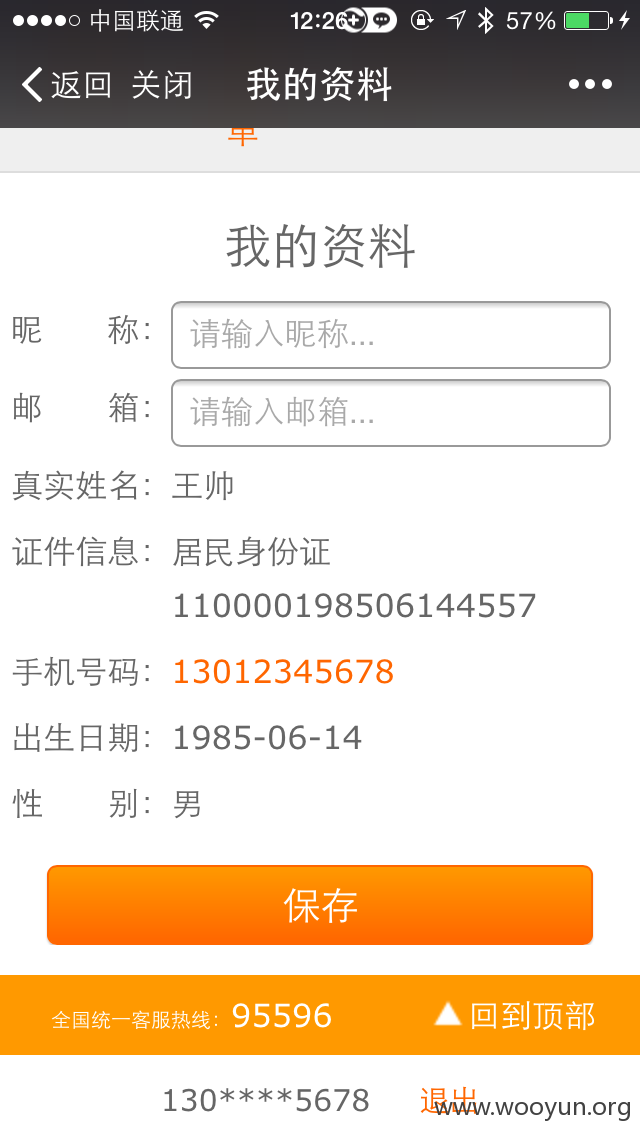 中国联通 12:26 57%
返回 关闭 我的资料
单
我的资料
昵 称: 请输入昵称...
邮 箱: 请输入邮箱...
真实姓名: 王帅
证件信息: 居民身份证
110000198506144557
手机号码: 13012345678
出生日期: 1985-06-14
性 别: 男
保存
全国统一客服热线: 95596 回到顶部
130****5678 退出
www.wooyun.org